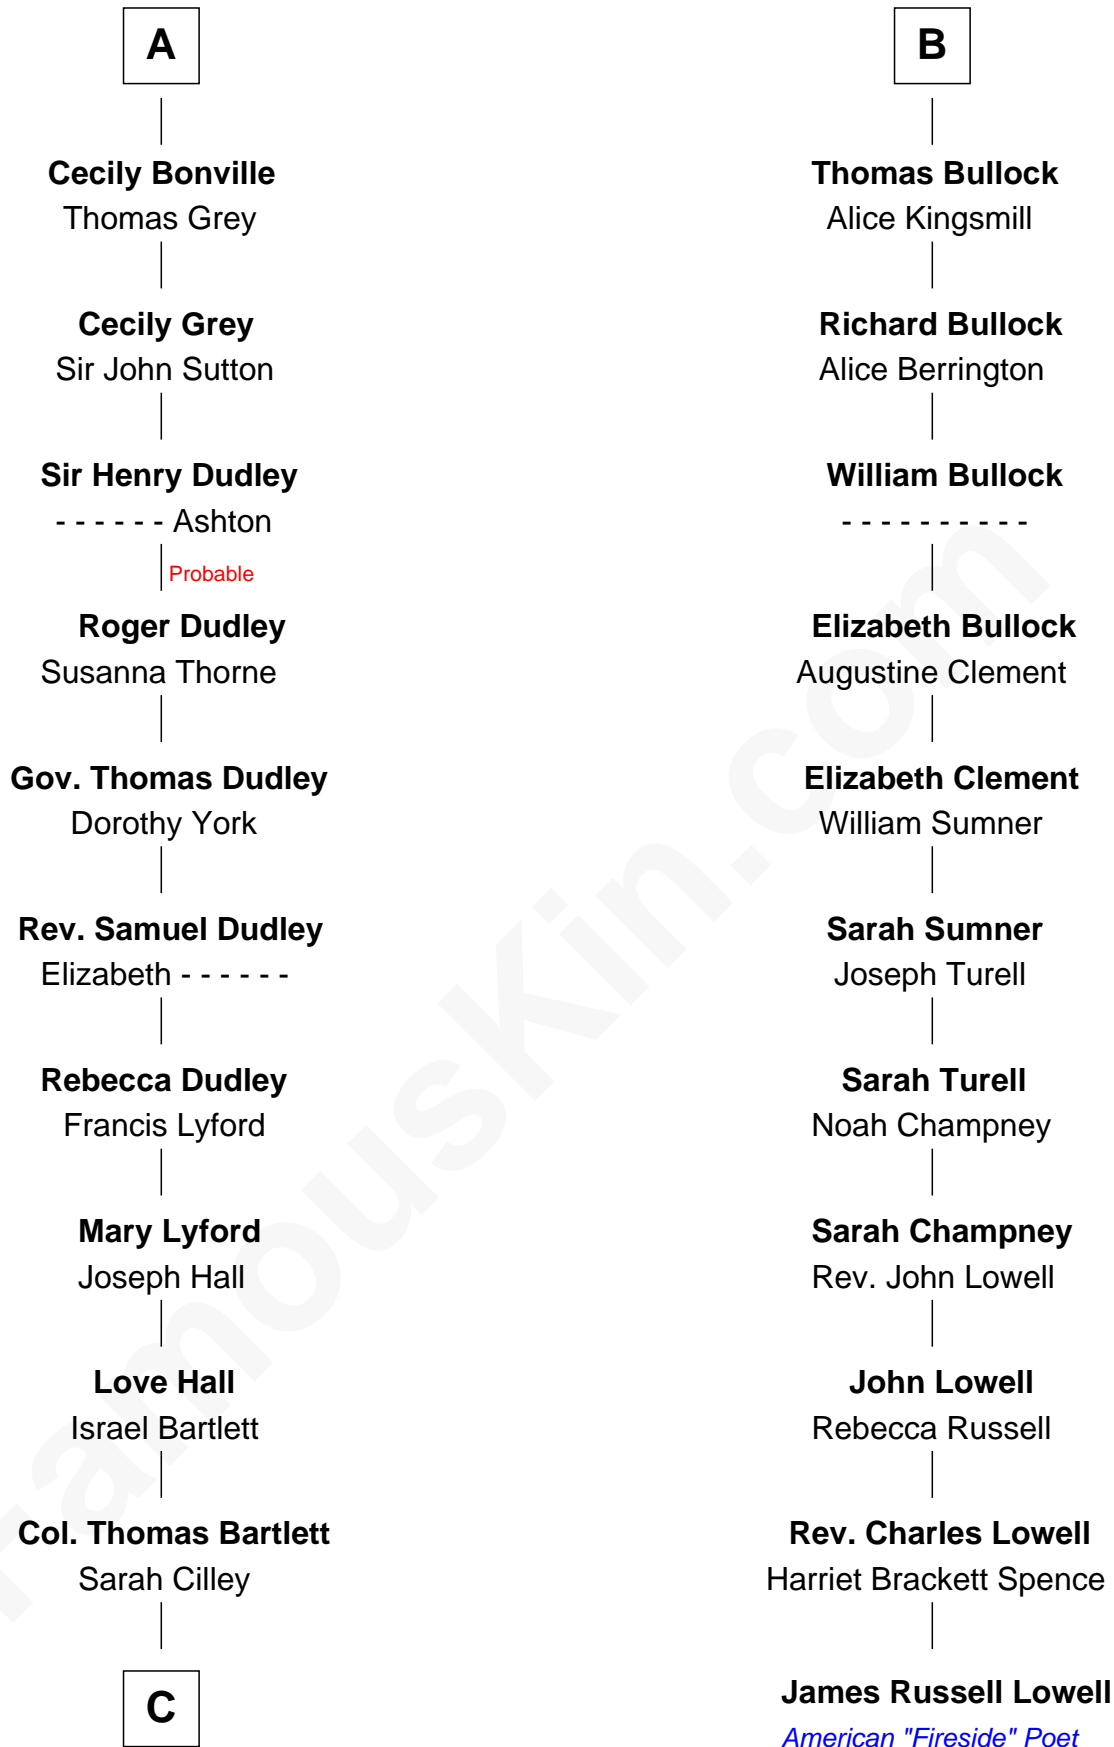 A
Cecily Bonville
Thomas Grey
Cecily Grey
Sir John Sutton
Sir Henry Dudley
- - - - - - Ashton
Probable
Roger Dudley
Susanna Thorne
Gov. Thomas Dudley
Dorothy York
Rev. Samuel Dudley
Elizabeth - - - - - -
Rebecca Dudley
Francis Lyford
Mary Lyford
Joseph Hall
Love Hall
Israel Bartlett
Col. Thomas Bartlett
Sarah Cilley
C
B
Thomas Bullock
Alice Kingsmill
Richard Bullock
Alice Berrington
William Bullock
- - - - - - - - - -
Elizabeth Bullock
Augustine Clement
Elizabeth Clement
William Sumner
Sarah Sumner
Joseph Turell
Sarah Turell
Noah Champney
Sarah Champney
Rev. John Lowell
John Lowell
Rebecca Russell
Rev. Charles Lowell
Harriet Brackett Spence
James Russell Lowell
American "Fireside" Poet
FamousKin.com